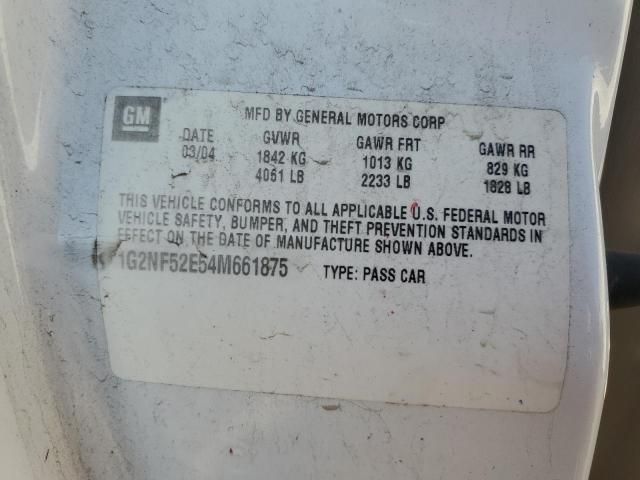 GM
MFD BY GENERAL MOTORS CORP
DATE GVWR GAWR FRT GAWR RR
03/04 1842 KG 1013 KG 829 KG
4061 LB 2233 LB 1828 LB
THIS VEHICLE CONFORMS TO ALL APPLICABLE U.S. FEDERAL MOTOR
VEHICLE SAFETY, BUMPER, AND THEFT PREVENTION STANDARDS IN
EFFECT ON THE DATE OF MANUFACTURE SHOWN ABOVE.
1G2NF52E54M661875 TYPE: PASS CAR